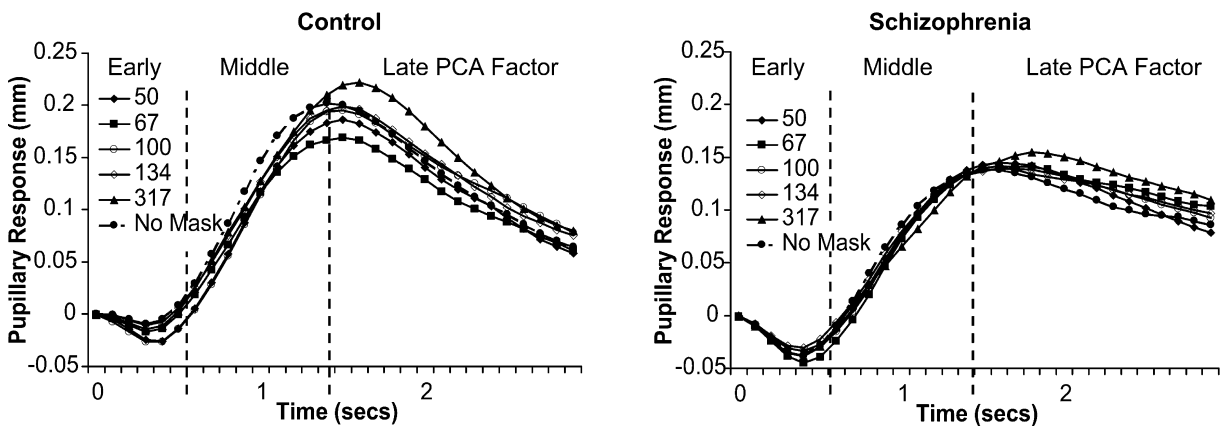 Control
Early Middle Late PCA Factor
50
67
100
134
317
No Mask
0.25
0.2
0.15
0.1
0.05
0
-0.05
Pupillary Response (mm)
0 1 2
Time (secs)
Schizophrenia
Early Middle Late PCA Factor
50
67
100
134
317
No Mask
0.25
0.2
0.15
0.1
0.05
0
-0.05
Pupillary Response (mm)
0 1 2
Time (secs)